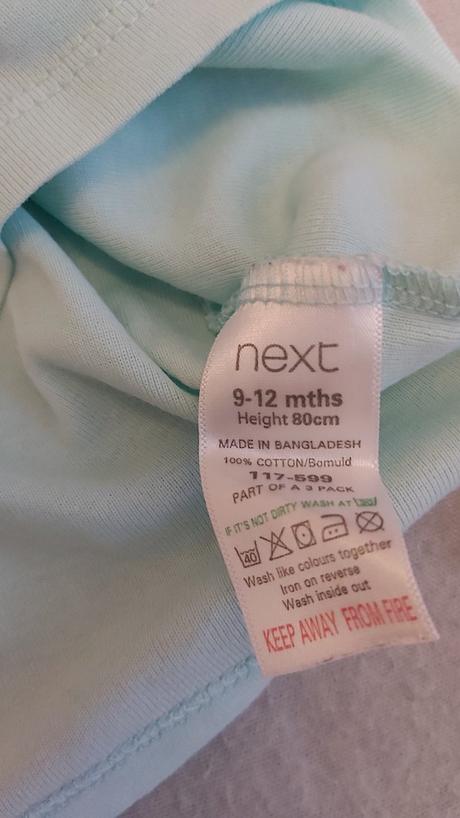 next
9-12 mths
Height 80cm
MADE IN BANGLADESH
100% COTTON/Bomuld
117-599
PART OF A 3 PACK
IF IT'S NOT DIRTY WASH AT 30
40
Wash like colours together
Iron on reverse
Wash inside out
KEEP AWAY FROM FIRE